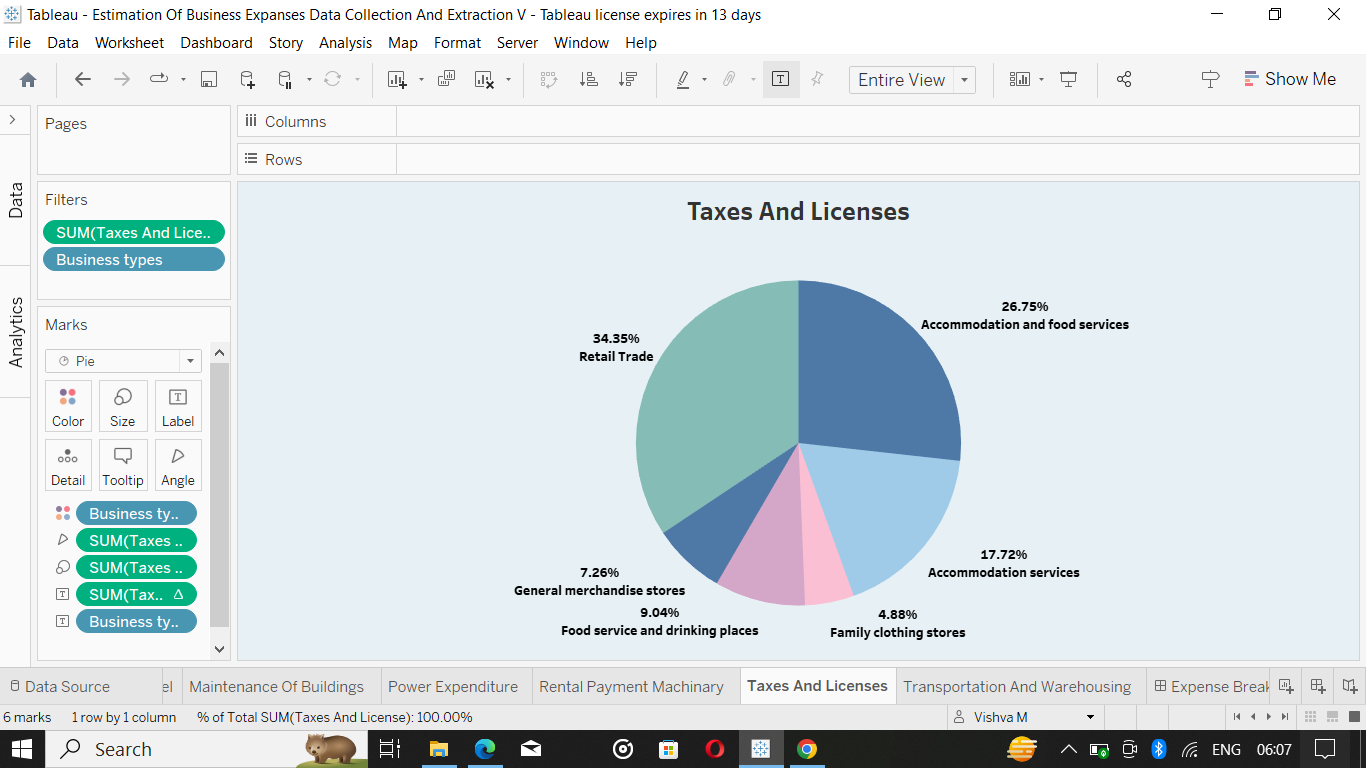 Tableau - Estimation Of Business Expanses Data Collection And Extraction V - Tableau license expires in 13 days
File Data Worksheet Dashboard Story Analysis Map Format Server Window Help
Entire View
Show Me
Data
Analytics
Pages
Columns
Rows
Filters
SUM(Taxes And Lice..
Business types
Marks
Pie
Color Size Label
Detail Tooltip Angle
Business ty..
SUM(Taxes ..
SUM(Taxes ..
SUM(Tax.. Δ
Business ty..
Taxes And Licenses
26.75%
Accommodation and food services
34.35%
Retail Trade
17.72%
Accommodation services
7.26%
General merchandise stores
9.04%
Food service and drinking places
4.88%
Family clothing stores
Data Source el Maintenance Of Buildings Power Expenditure Rental Payment Machinary Taxes And Licenses Transportation And Warehousing Expense Break
6 marks 1 row by 1 column % of Total SUM(Taxes And License): 100.00% Vishva M
Search ENG 06:07